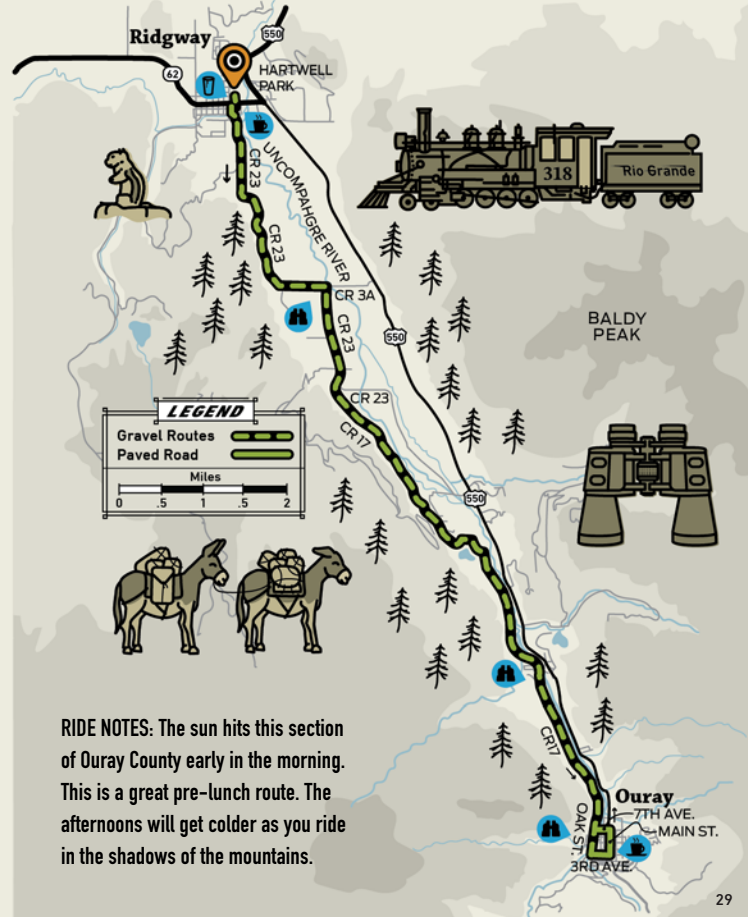 Ridgway
550
62
HARTWELL
PARK
CR 23
UNCOMPAHGRE RIVER
318
Rio Grande
CR 23
CR 3A
BALDY
PEAK
CR 23
550
CR 23
LEGEND
Gravel Routes
Paved Road
Miles
0 .5 1 .5 2
CR 17
550
RIDE NOTES: The sun hits this section
of Ouray County early in the morning.
This is a great pre-lunch route. The
afternoons will get colder as you ride
in the shadows of the mountains.
CR17
Ouray
7TH AVE.
MAIN ST.
OAK ST.
3RD AVE.
29